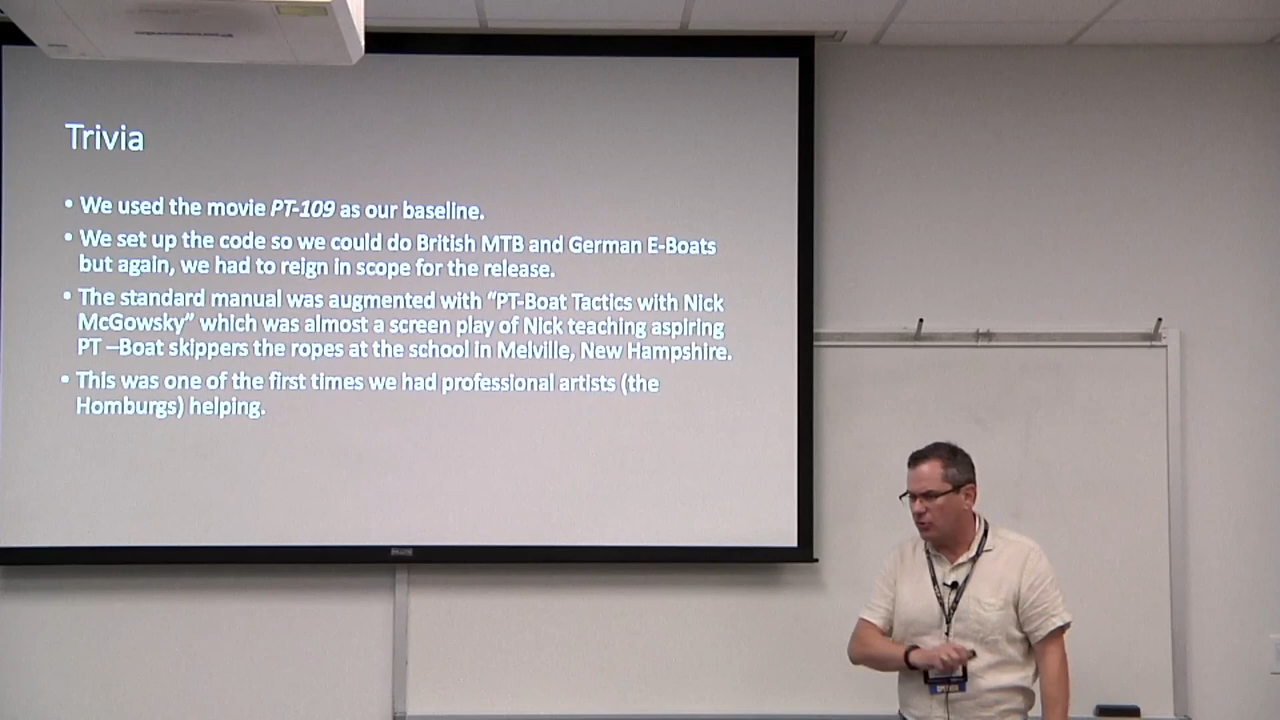 Trivia
• We used the movie PT-109 as our baseline.
• We set up the code so we could do British MTB and German E-Boats
but again, we had to reign in scope for the release.
• The standard manual was augmented with “PT-Boat Tactics with Nick
McGowsky” which was almost a screen play of Nick teaching aspiring
PT –Boat skippers the ropes at the school in Melville, New Hampshire.
• This was one of the first times we had professional artists (the
Homburgs) helping.